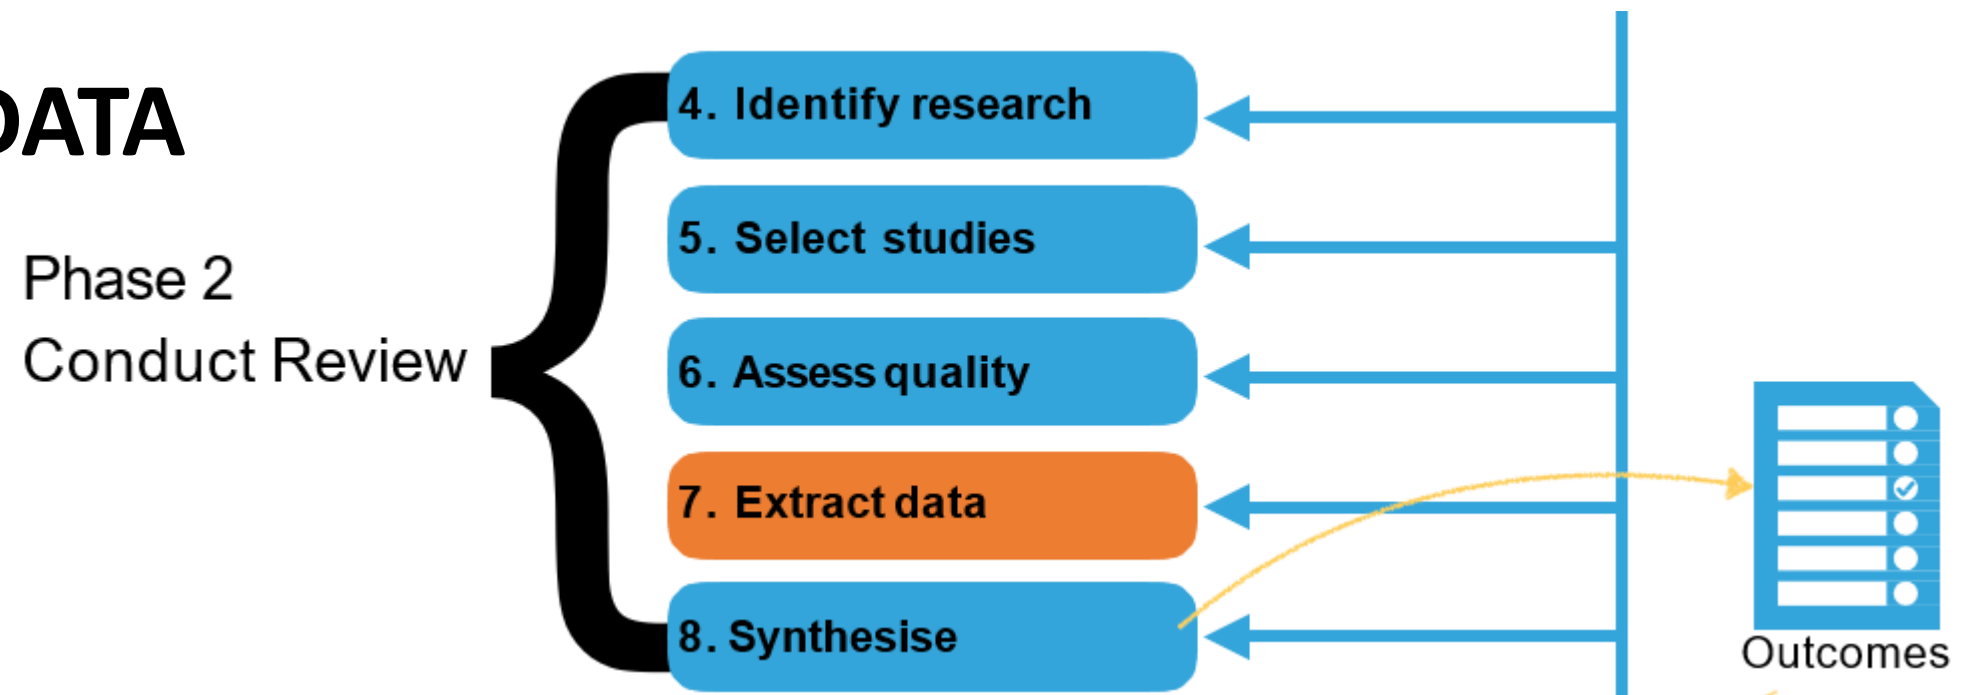 DATA
4. Identify research
5. Select studies
Phase 2
Conduct Review
6. Assess quality
7. Extract data
8. Synthesise
Outcomes